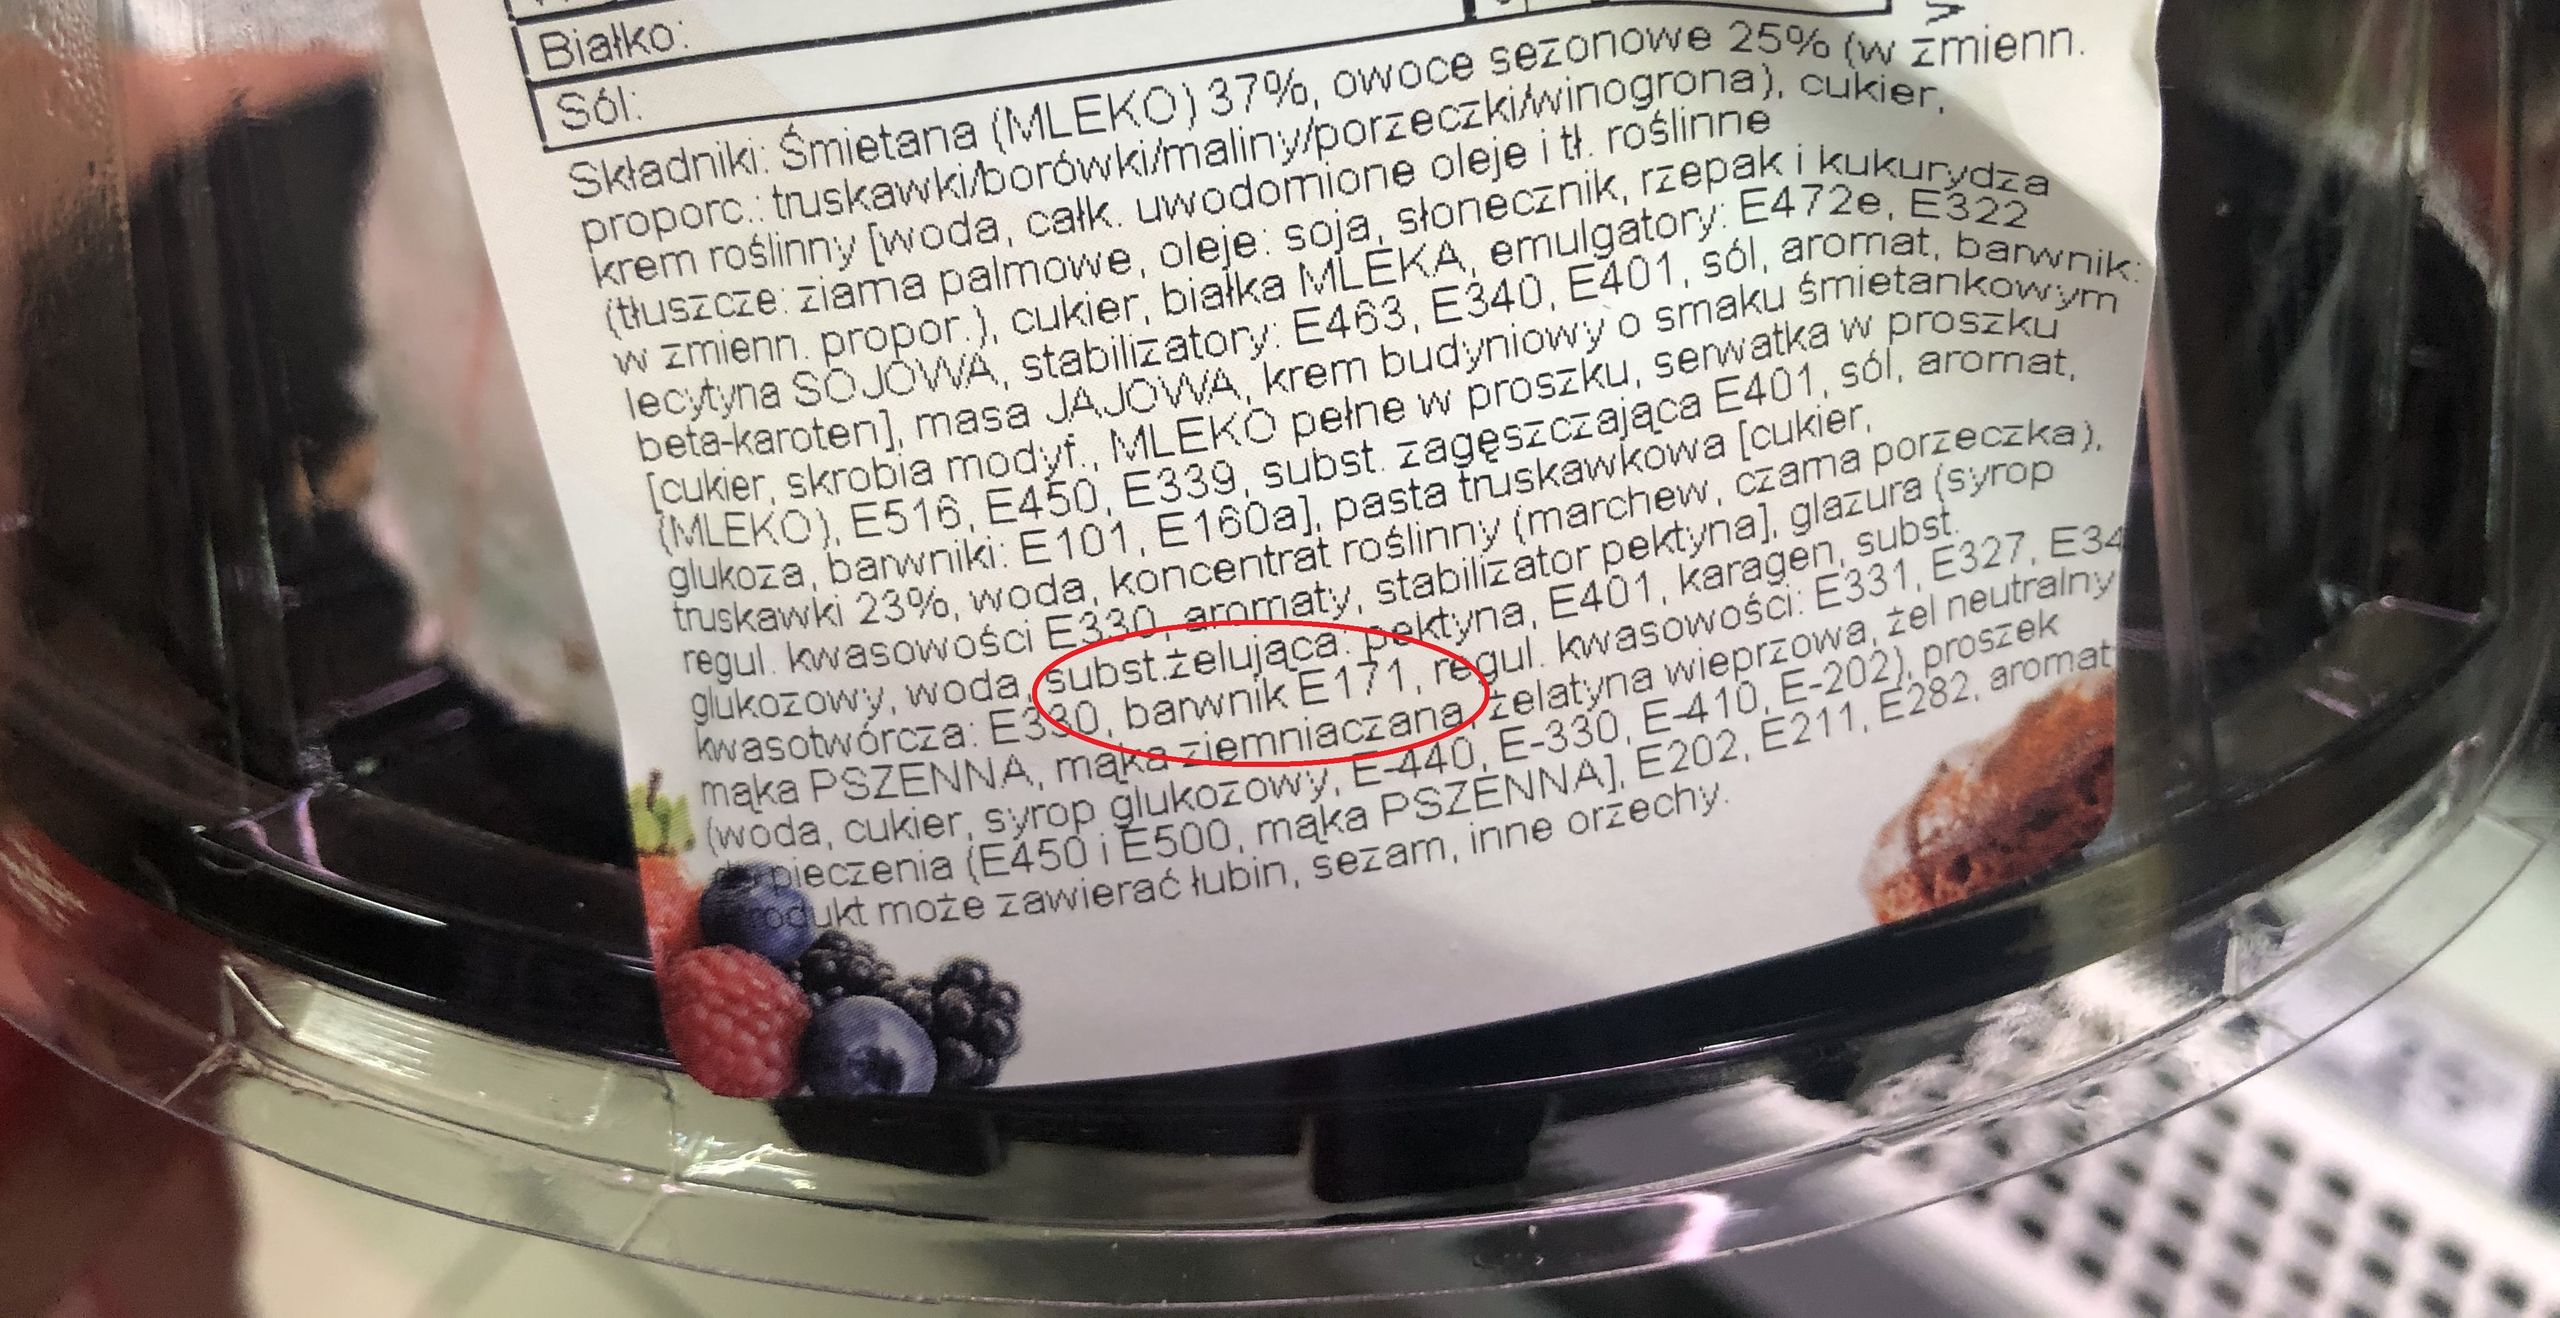 Białko:
Sól:
Składniki: Śmietana (MLEKO) 37%, owoce sezonowe 25% (w zmienn.
proporc.: truskawki/borówki/maliny/porzeczki/winogrona), cukier,
krem roślinny [woda, całk. uwodornione oleje i tł. roślinne
(tłuszcze: ziarna palmowe, oleje: soja, słonecznik, rzepak i kukurydza
w zmienn. propor.), cukier, białka MLEKA, emulgatory: E472e, E322
lecytyna SOJOWA, stabilizatory: E463, E340, E401, sól, aromat, barwnik:
beta-karoten], masa JAJOWA, krem budyniowy o smaku śmietankowym
[cukier, skrobia modyf., MLEKO pełne w proszku, serwatka w proszku
(MLEKO), E516, E450, E339, subst. zagęszczająca E401, sól, aromat,
glukoza, barwniki: E101, E160a], pasta truskawkowa [cukier,
truskawki 23%, woda, koncentrat roślinny (marchew, czarna porzeczka),
regul. kwasowości E330, aromaty, stabilizator pektyna], glazura (syrop
glukozowy, woda, subst.żelująca: pektyna, E401, karagen, subst.
kwasotwórcza: E330, barwnik E171, regul. kwasowości: E331, E327, E34
mąka PSZENNA, mąka ziemniaczana, żelatyna wieprzowa, żel neutralny
(woda, cukier, syrop glukozowy, E-440, E-330, E-410, E-202), proszek
do pieczenia (E450 i E500, mąka PSZENNA], E202, E211, E282, aromat
Produkt może zawierać łubin, sezam, inne orzechy.